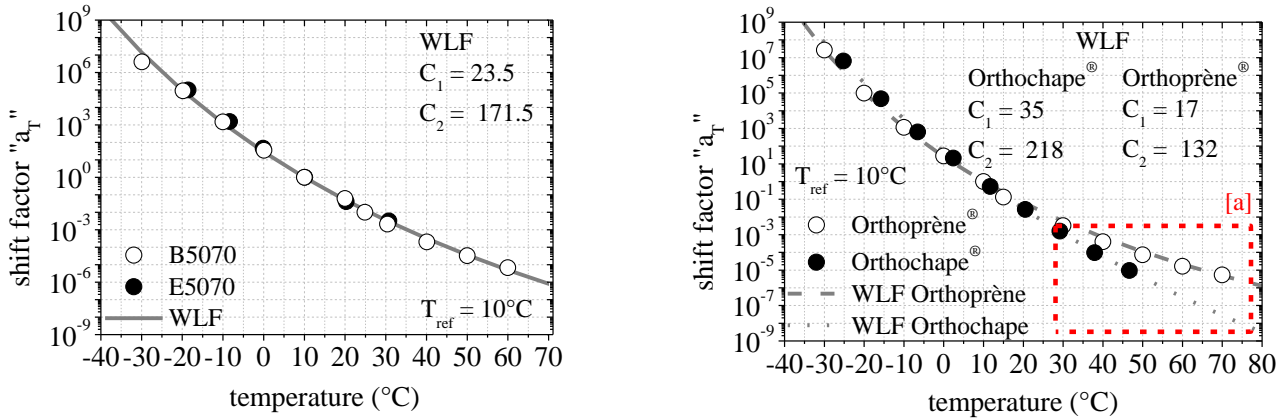 10^9
10^6
10^3
10^0
10^-3
10^-6
10^-9
shift factor "a_T"
WLF
C_1 = 23.5
C_2 = 171.5
B5070
E5070
WLF
T_ref = 10°C
-40 -30 -20 -10 0 10 20 30 40 50 60 70
temperature (°C)
10^9
10^7
10^5
10^3
10^1
10^-1
10^-3
10^-5
10^-7
10^-9
shift factor "a_T"
WLF
Orthochape® Orthoprène®
C_1 = 35 C_1 = 17
C_2 = 218 C_2 = 132
T_ref = 10°C
[a]
Orthoprène®
Orthochape®
WLF Orthoprène
WLF Orthochape
-40 -30 -20 -10 0 10 20 30 40 50 60 70 80
temperature (°C)